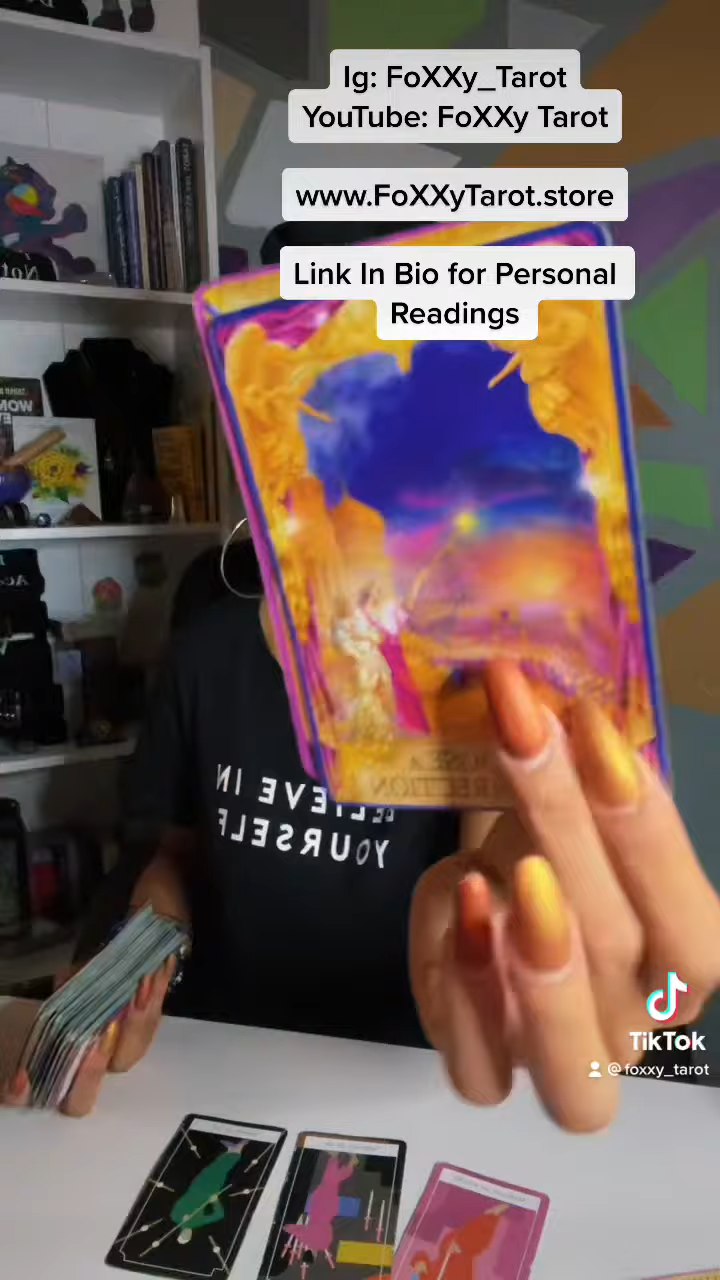 Ig: FoXXy_Tarot
YouTube: FoXXy Tarot
www.FoXXyTarot.store
Link In Bio for Personal
Readings
BELIEVE IN
YOURSELF
TikTok
@foxxy_tarot